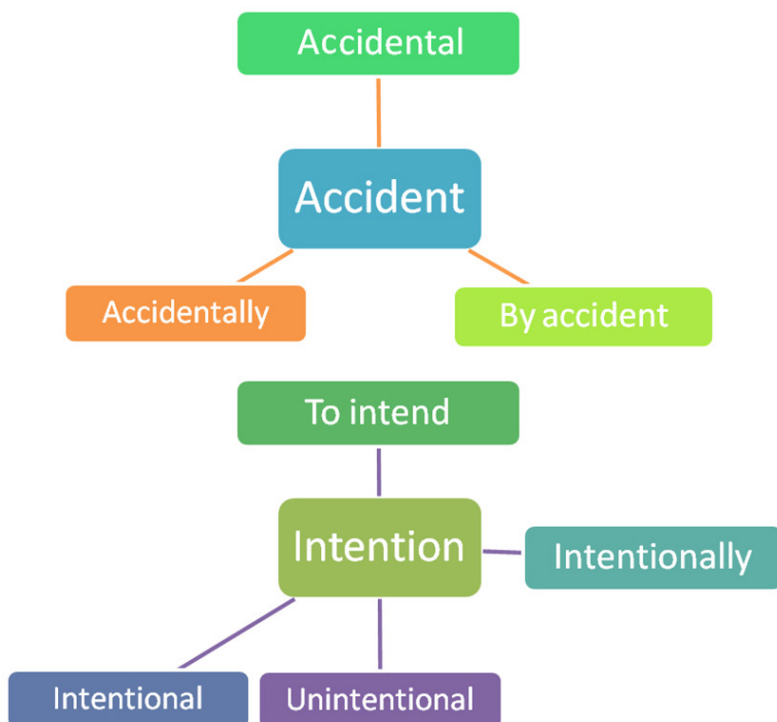 Accidental
Accident
Accidentally
By accident
To intend
Intention
Intentionally
Intentional
Unintentional